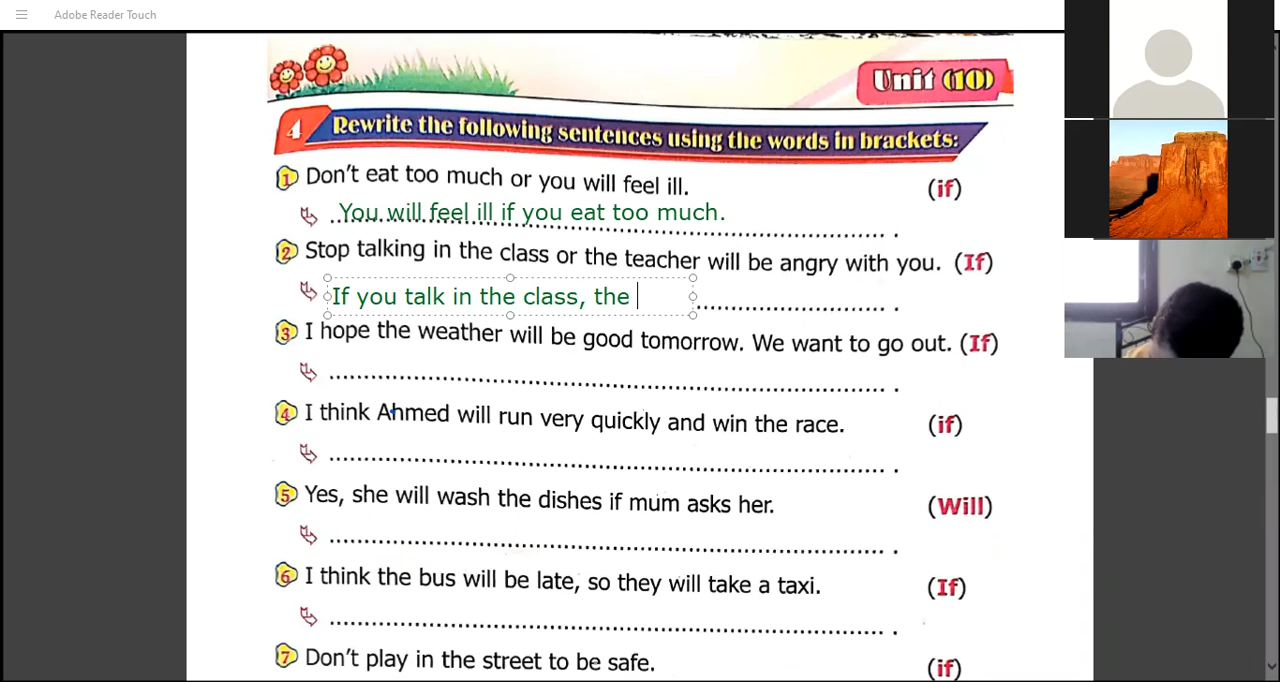 Adobe Reader Touch
Unit (10)
4 Rewrite the following sentences using the words in brackets:
1 Don't eat too much or you will feel ill. (if)
You will feel ill if you eat too much.
2 Stop talking in the class or the teacher will be angry with you. (If)
If you talk in the class, the
3 I hope the weather will be good tomorrow. We want to go out. (If)
4 I think Ahmed will run very quickly and win the race. (if)
5 Yes, she will wash the dishes if mum asks her. (Will)
6 I think the bus will be late, so they will take a taxi. (If)
7 Don't play in the street to be safe. (if)